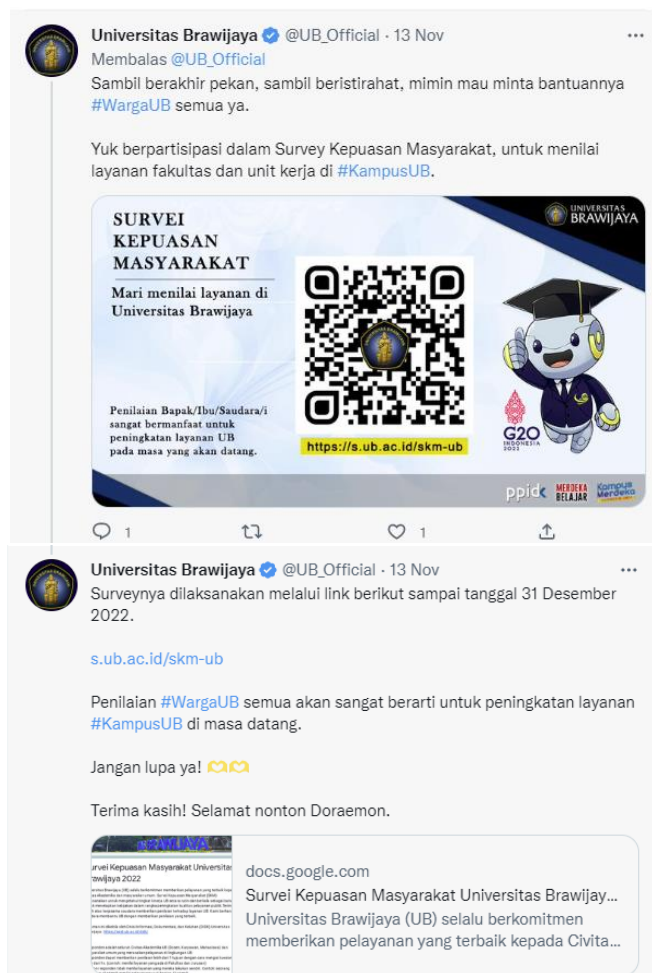 Universitas Brawijaya @UB_Official · 13 Nov
Membalas @UB_Official
Sambil berakhir pekan, sambil beristirahat, mimin mau minta bantuannya
#WargaUB semua ya.
Yuk berpartisipasi dalam Survey Kepuasan Masyarakat, untuk menilai
layanan fakultas dan unit kerja di #KampusUB.
UNIVERSITAS
BRAWIJAYA
SURVEI
KEPUASAN
MASYARAKAT
Mari menilai layanan di
Universitas Brawijaya
Penilaian Bapak/Ibu/Saudara/i
sangat bermanfaat untuk
peningkatan layanan UB
pada masa yang akan datang.
https://s.ub.ac.id/skm-ub
G20
INDONESIA
2022
ppid
MERDEKA
BELAJAR
Kampus
Merdeka
1
1
Universitas Brawijaya @UB_Official · 13 Nov
Surveynya dilaksanakan melalui link berikut sampai tanggal 31 Desember
2022.
s.ub.ac.id/skm-ub
Penilaian #WargaUB semua akan sangat berarti untuk peningkatan layanan
#KampusUB di masa datang.
Jangan lupa ya! 🫶🫶
Terima kasih! Selamat nonton Doraemon.
BRAWIJAYA
urvei Kepuasan Masyarakat Universitas
rawijaya 2022
docs.google.com
Survei Kepuasan Masyarakat Universitas Brawijay...
Universitas Brawijaya (UB) selalu berkomitmen
memberikan pelayanan yang terbaik kepada Civita...